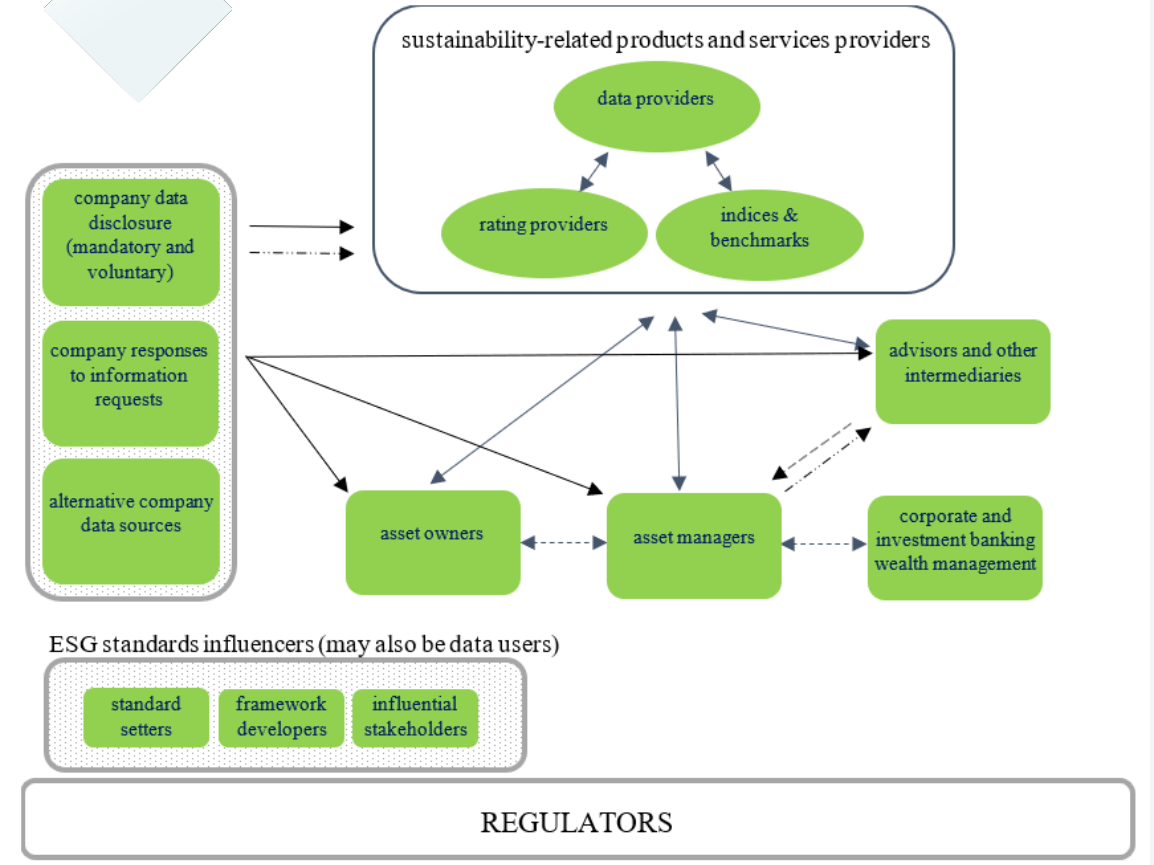 sustainability-related products and services providers
data providers
rating providers
indices &
benchmarks
company data
disclosure
(mandatory and
voluntary)
company responses
to information
requests
alternative company
data sources
advisors and other
intermediaries
asset owners
asset managers
corporate and
investment banking
wealth management
ESG standards influencers (may also be data users)
standard
setters
framework
developers
influential
stakeholders
REGULATORS